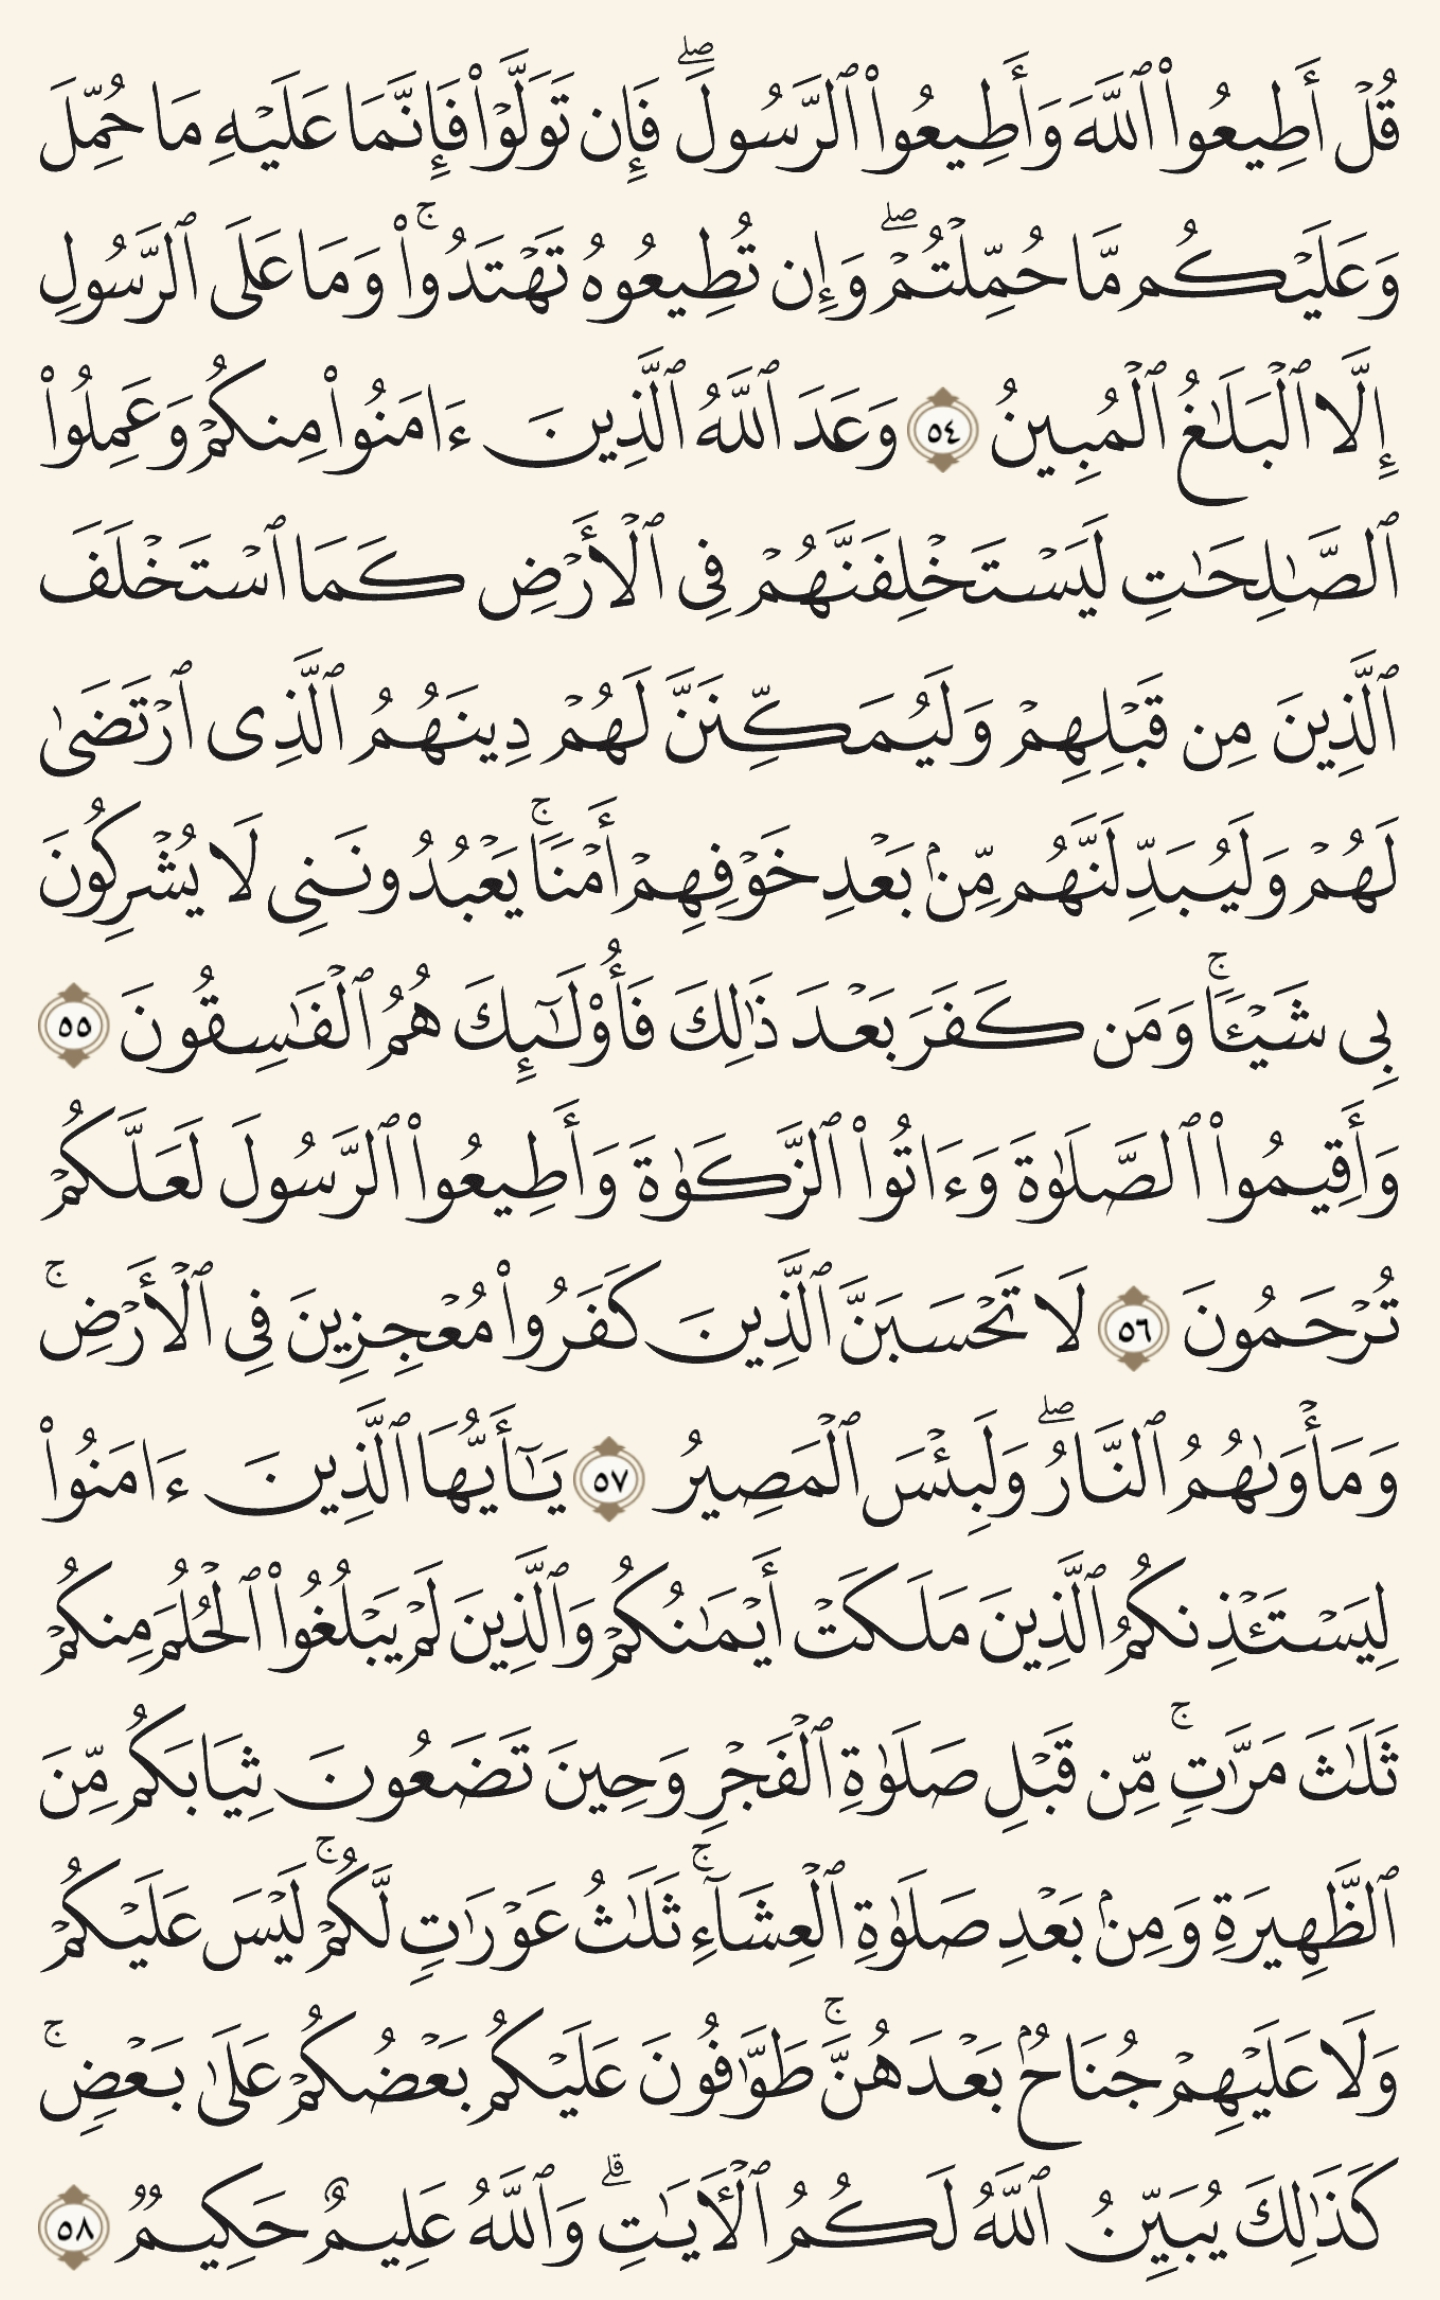 قُلْ أَطِيعُوا۟ ٱللَّهَ وَأَطِيعُوا۟ ٱلرَّسُولَ ۖ فَإِن تَوَلَّوْا۟ فَإِنَّمَا عَلَيْهِ مَا حُمِّلَ
وَعَلَيْكُم مَّا حُمِّلْتُمْ ۖ وَإِن تُطِيعُوهُ تَهْتَدُوا۟ ۚ وَمَا عَلَى ٱلرَّسُولِ
إِلَّا ٱلْبَلَـٰغُ ٱلْمُبِينُ ٥٤ وَعَدَ ٱللَّهُ ٱلَّذِينَ ءَامَنُوا۟ مِنكُمْ وَعَمِلُوا۟
ٱلصَّـٰلِحَـٰتِ لَيَسْتَخْلِفَنَّهُمْ فِى ٱلْأَرْضِ كَمَا ٱسْتَخْلَفَ
ٱلَّذِينَ مِن قَبْلِهِمْ وَلَيُمَكِّنَنَّ لَهُمْ دِينَهُمُ ٱلَّذِى ٱرْتَضَىٰ
لَهُمْ وَلَيُبَدِّلَنَّهُم مِّنۢ بَعْدِ خَوْفِهِمْ أَمْنًا ۚ يَعْبُدُونَنِى لَا يُشْرِكُونَ
بِى شَيْـًٔا ۚ وَمَن كَفَرَ بَعْدَ ذَٰلِكَ فَأُو۟لَـٰٓئِكَ هُمُ ٱلْفَـٰسِقُونَ ٥٥
وَأَقِيمُوا۟ ٱلصَّلَوٰةَ وَءَاتُوا۟ ٱلزَّكَوٰةَ وَأَطِيعُوا۟ ٱلرَّسُولَ لَعَلَّكُمْ
تُرْحَمُونَ ٥٦ لَا تَحْسَبَنَّ ٱلَّذِينَ كَفَرُوا۟ مُعْجِزِينَ فِى ٱلْأَرْضِ ۚ
وَمَأْوَىٰهُمُ ٱلنَّارُ ۖ وَلَبِئْسَ ٱلْمَصِيرُ ٥٧ يَـٰٓأَيُّهَا ٱلَّذِينَ ءَامَنُوا۟
لِيَسْتَـْٔذِنكُمُ ٱلَّذِينَ مَلَكَتْ أَيْمَـٰنُكُمْ وَٱلَّذِينَ لَمْ يَبْلُغُوا۟ ٱلْحُلُمَ مِنكُمْ
ثَلَـٰثَ مَرَّٰتٍ ۚ مِّن قَبْلِ صَلَوٰةِ ٱلْفَجْرِ وَحِينَ تَضَعُونَ ثِيَابَكُم مِّنَ
ٱلظَّهِيرَةِ وَمِنۢ بَعْدِ صَلَوٰةِ ٱلْعِشَآءِ ۚ ثَلَـٰثُ عَوْرَٰتٍ لَّكُمْ ۚ لَيْسَ عَلَيْكُمْ
وَلَا عَلَيْهِمْ جُنَاحٌۢ بَعْدَهُنَّ ۚ طَوَّٰفُونَ عَلَيْكُم بَعْضُكُمْ عَلَىٰ بَعْضٍ ۚ
كَذَٰلِكَ يُبَيِّنُ ٱللَّهُ لَكُمُ ٱلْـَٔايَـٰتِ ۗ وَٱللَّهُ عَلِيمٌ حَكِيمٌ ٥٨